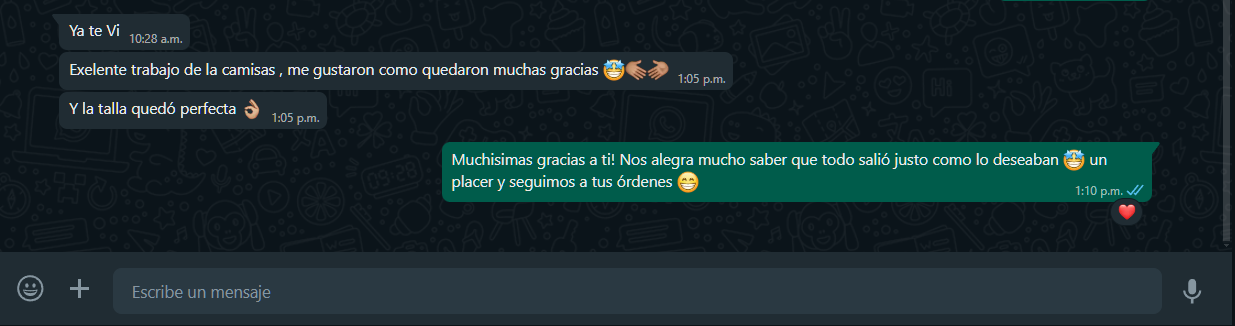 Ya te Vi 10:28 a.m.
Exelente trabajo de la camisas , me gustaron como quedaron muchas gracias 🤩🫱🏽🫲🏽 1:05 p.m.
Y la talla quedó perfecta 👌🏽 1:05 p.m.
Muchisimas gracias a ti! Nos alegra mucho saber que todo salió justo como lo deseaban 🤩 un
placer y seguimos a tus órdenes 😁
1:10 p.m.
Escribe un mensaje